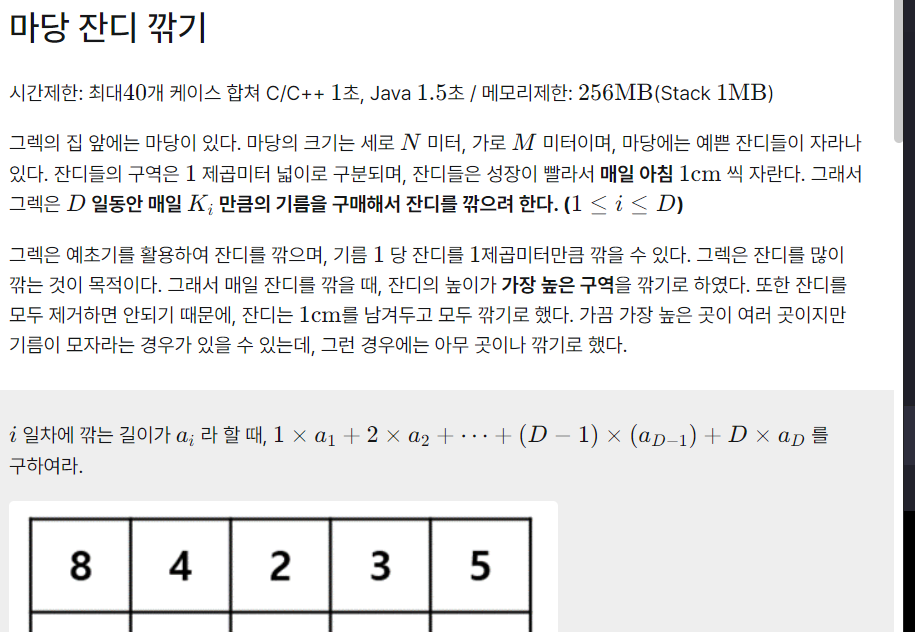 마당 잔디 깎기
시간제한: 최대40개 케이스 합쳐 C/C++ 1초, Java 1.5초 / 메모리제한: 256MB(Stack 1MB)
그렉의 집 앞에는 마당이 있다. 마당의 크기는 세로 N 미터, 가로 M 미터이며, 마당에는 예쁜 잔디들이 자라나
있다. 잔디들의 구역은 1 제곱미터 넓이로 구분되며, 잔디들은 성장이 빨라서 매일 아침 1cm 씩 자란다. 그래서
그렉은 D 일동안 매일 K_i 만큼의 기름을 구매해서 잔디를 깎으려 한다. (1 ≤ i ≤ D)
그렉은 예초기를 활용하여 잔디를 깎으며, 기름 1 당 잔디를 1제곱미터만큼 깎을 수 있다. 그렉은 잔디를 많이
깎는 것이 목적이다. 그래서 매일 잔디를 깎을 때, 잔디의 높이가 가장 높은 구역을 깎기로 하였다. 또한 잔디를
모두 제거하면 안되기 때문에, 잔디는 1cm를 남겨두고 모두 깎기로 했다. 가끔 가장 높은 곳이 여러 곳이지만
기름이 모자라는 경우가 있을 수 있는데, 그런 경우에는 아무 곳이나 깎기로 했다.
i 일차에 깎는 길이가 a_i 라 할 때, 1 × a_1 + 2 × a_2 + ⋯ + (D − 1) × (a_{D−1}) + D × a_D 를
구하여라.
8 4 2 3 5